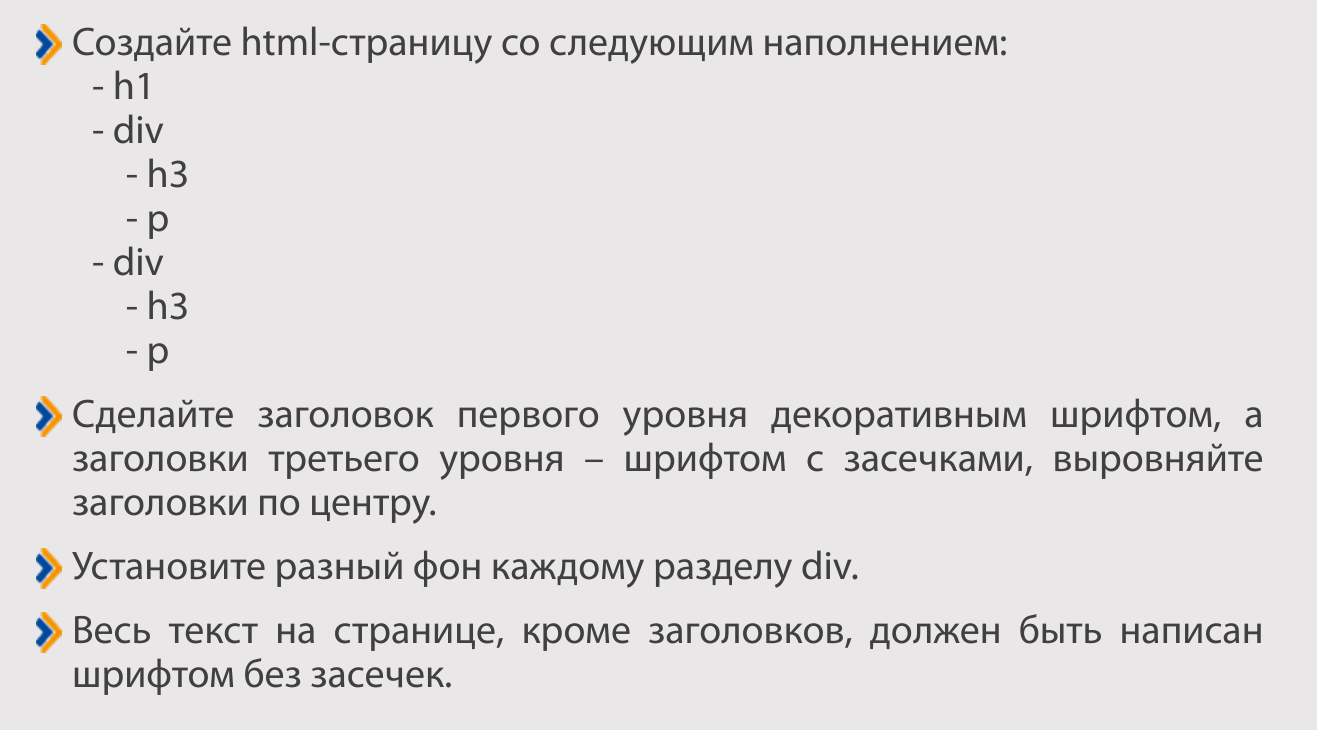 Создайте html-страницу со следующим наполнением:
- h1
- div
- h3
- p
- div
- h3
- p
Сделайте заголовок первого уровня декоративным шрифтом, а
заголовки третьего уровня – шрифтом с засечками, выровняйте
заголовки по центру.
Установите разный фон каждому разделу div.
Весь текст на странице, кроме заголовков, должен быть написан
шрифтом без засечек.